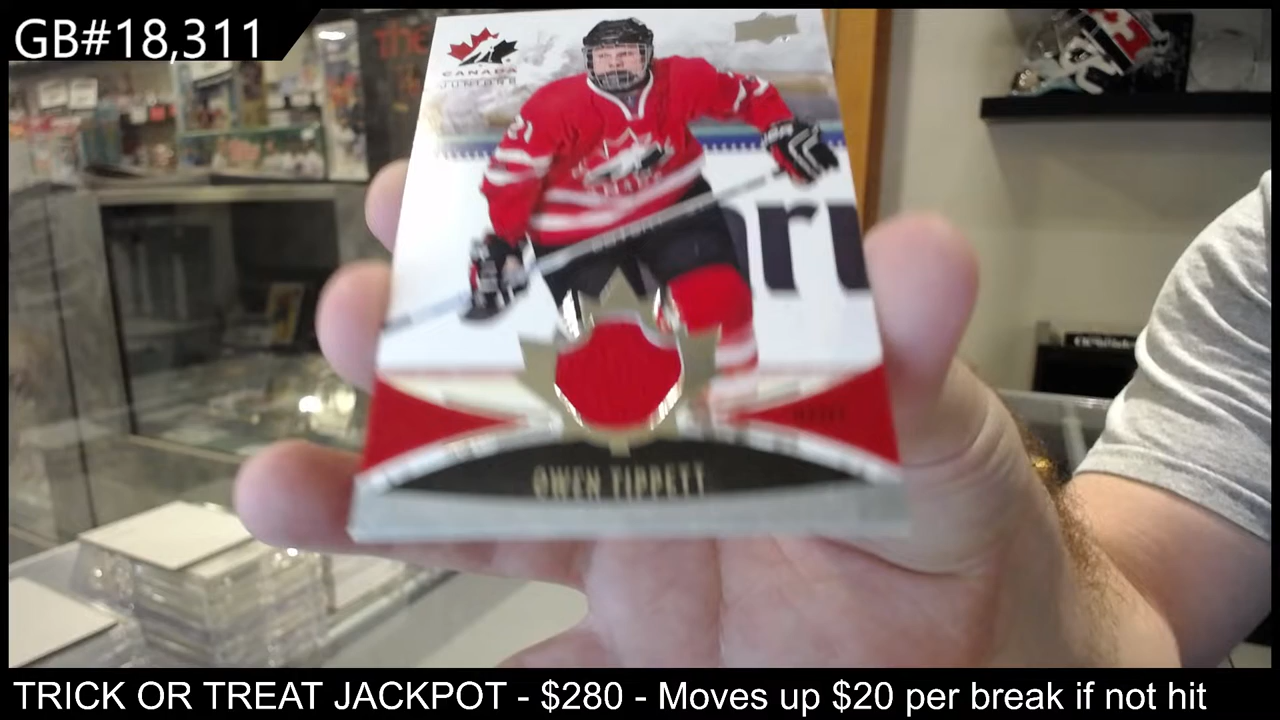 GB#18,311
CANADA
JUNIORS
21
OWEN TIPPETT
TRICK OR TREAT JACKPOT - $280 - Moves up $20 per break if not hit